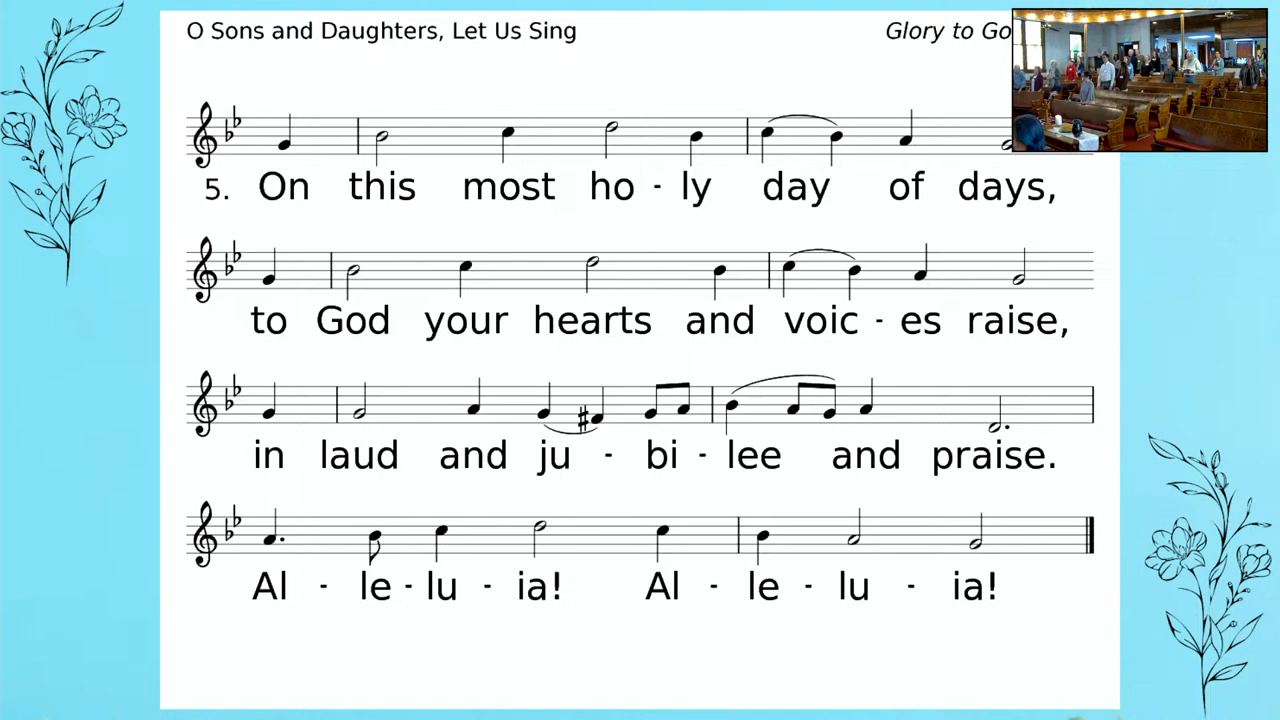 O Sons and Daughters, Let Us Sing
Glory to Go
5. On this most ho - ly day of days,
to God your hearts and voic - es raise,
in laud and ju - bi - lee and praise.
Al - le - lu - ia! Al - le - lu - ia!